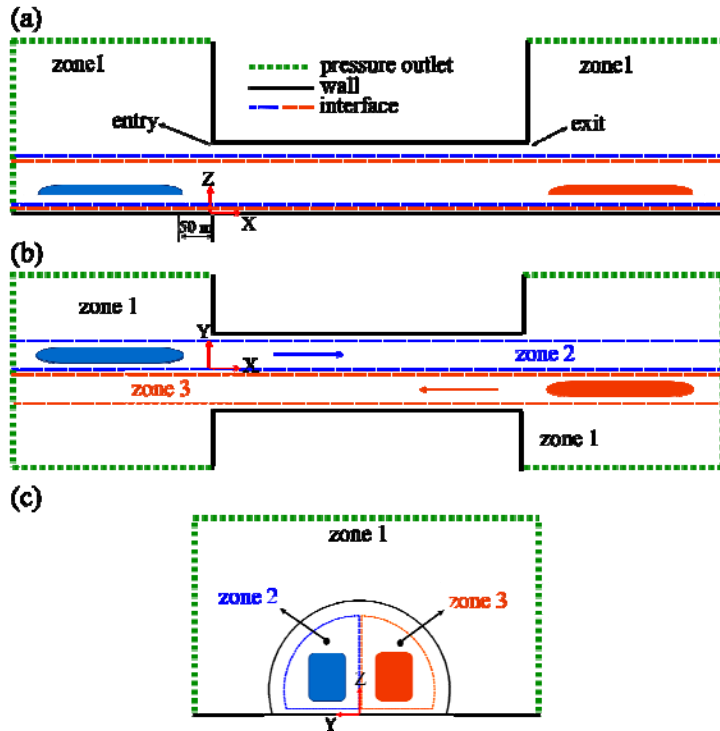 (a)
zone1
pressure outlet
wall
interface
zone1
entry
exit
Z
X
50 m
(b)
zone 1
Y
X
zone 2
zone 3
zone 1
(c)
zone 1
zone 2
zone 3
Z
Y